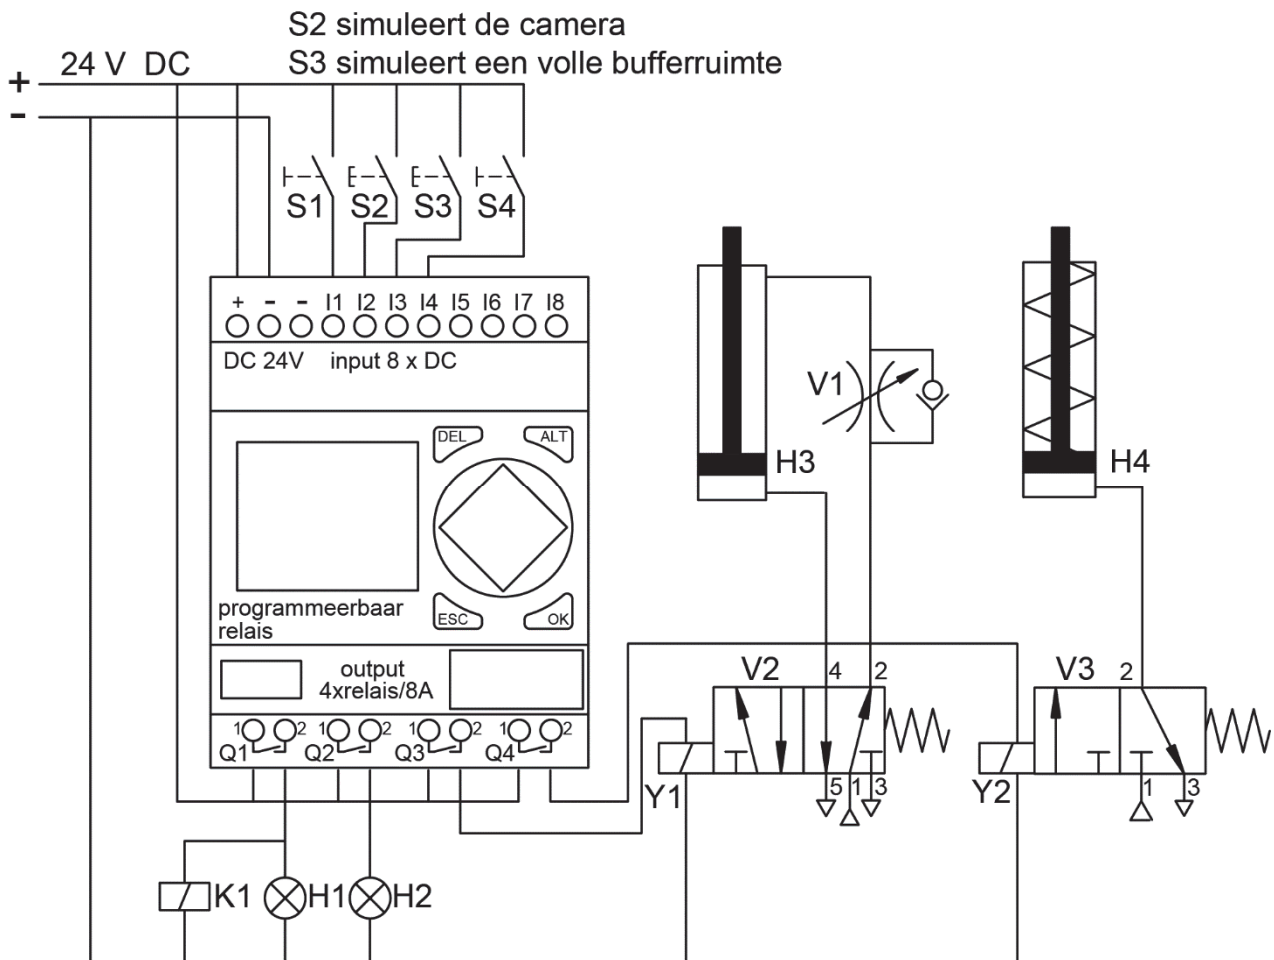 S2 simuleert de camera
S3 simuleert een volle bufferruimte
+ 24 V DC
-
S1 S2 S3 S4
+ - - I1 I2 I3 I4 I5 I6 I7 I8
DC 24V input 8 x DC
DEL ALT
V1
H3 H4
programmeerbaar
relais
ESC OK
output
4xrelais/8A
V2 4 2 V3 2
1 2 1 2 1 2 1 2
Q1 Q2 Q3 Q4
Y1 5 1 3 Y2 1 3
K1 H1 H2